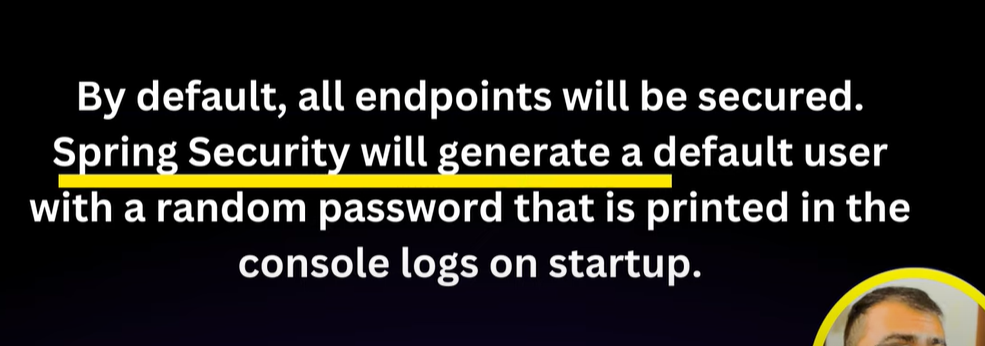 By default, all endpoints will be secured.
Spring Security will generate a default user
with a random password that is printed in the
console logs on startup.